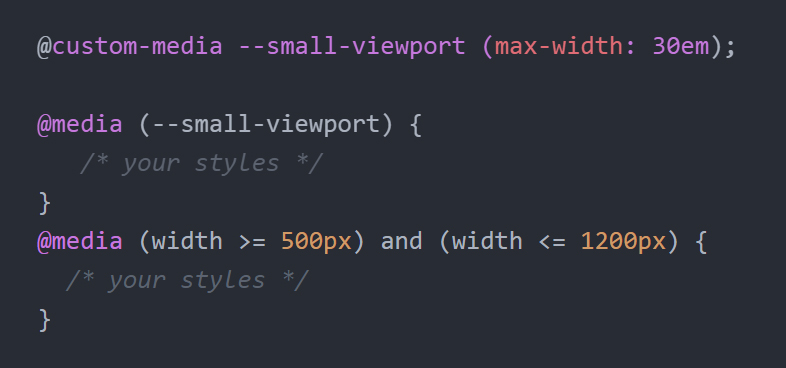 @custom-media --small-viewport (max-width: 30em);
@media (--small-viewport) {
/* your styles */
}
@media (width >= 500px) and (width <= 1200px) {
/* your styles */
}